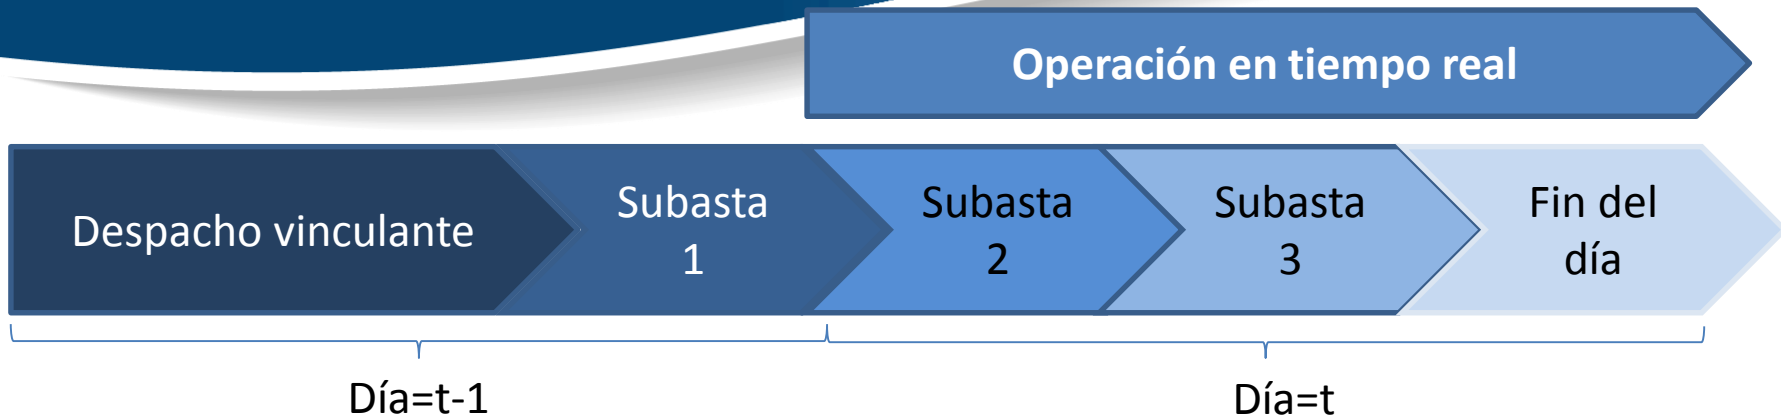 Operación en tiempo real
Despacho vinculante
Subasta
1
Subasta
2
Subasta
3
Fin del
día
Día=t-1
Día=t